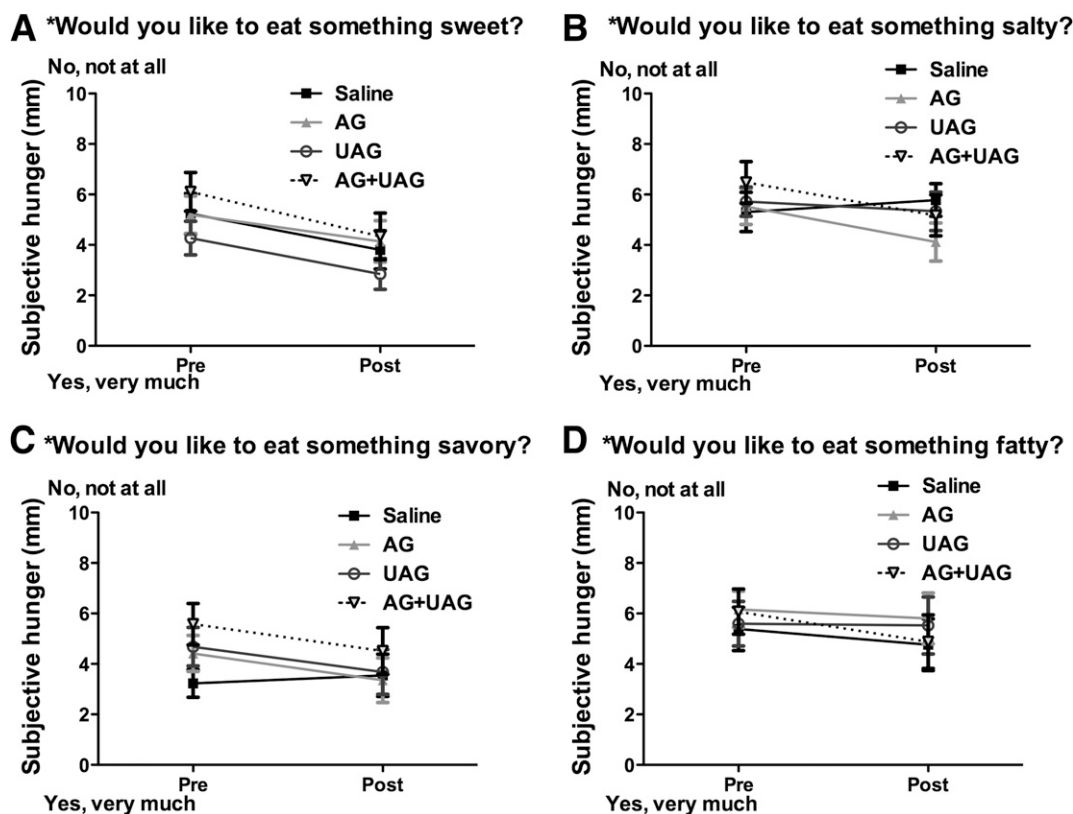 A *Would you like to eat something sweet?
No, not at all
Subjective hunger (mm)
10
8
6
4
2
0
Saline
AG
UAG
AG+UAG
Pre
Post
Yes, very much
B *Would you like to eat something salty?
No, not at all
Subjective hunger (mm)
10
8
6
4
2
0
Saline
AG
UAG
AG+UAG
Pre
Post
Yes, very much
C *Would you like to eat something savory?
No, not at all
Subjective hunger (mm)
10
8
6
4
2
0
Saline
AG
UAG
AG+UAG
Pre
Post
Yes, very much
D *Would you like to eat something fatty?
No, not at all
Subjective hunger (mm)
10
8
6
4
2
0
Saline
AG
UAG
AG+UAG
Pre
Post
Yes, very much